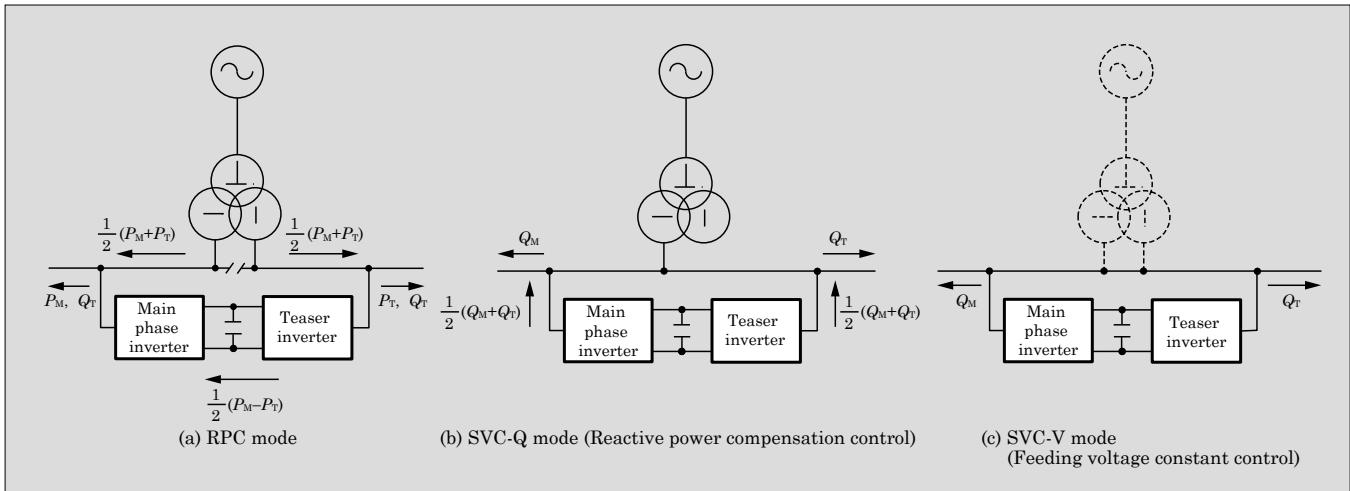 1/2 (PM+PT)
1/2 (PM+PT)
PM, QT
PT, QT
Main phase inverter
Teaser inverter
1/2 (PM–PT)
(a) RPC mode
QM
QT
1/2 (QM+QT)
1/2 (QM+QT)
Main phase inverter
Teaser inverter
(b) SVC-Q mode (Reactive power compensation control)
QM
QT
Main phase inverter
Teaser inverter
(c) SVC-V mode
(Feeding voltage constant control)